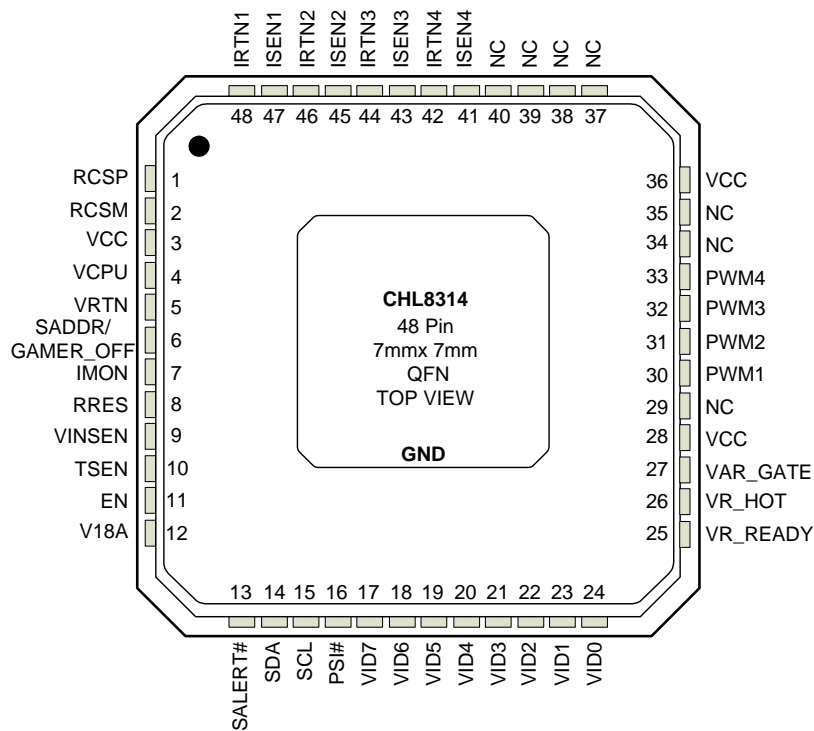 IRTN1
ISEN1
IRTN2
ISEN2
IRTN3
ISEN3
IRTN4
ISEN4
NC
NC
NC
NC
48 47 46 45 44 43 42 41 40 39 38 37
RCSP 1
RCSM 2
VCC 3
VCPU 4
VRTN 5
SADDR/
GAMER_OFF 6
IMON 7
RRES 8
VINSEN 9
TSEN 10
EN 11
V18A 12
CHL8314
48 Pin
7mmx 7mm
QFN
TOP VIEW
GND
36 VCC
35 NC
34 NC
33 PWM4
32 PWM3
31 PWM2
30 PWM1
29 NC
28 VCC
27 VAR_GATE
26 VR_HOT
25 VR_READY
13 14 15 16 17 18 19 20 21 22 23 24
SALERT#
SDA
SCL
PSI#
VID7
VID6
VID5
VID4
VID3
VID2
VID1
VID0